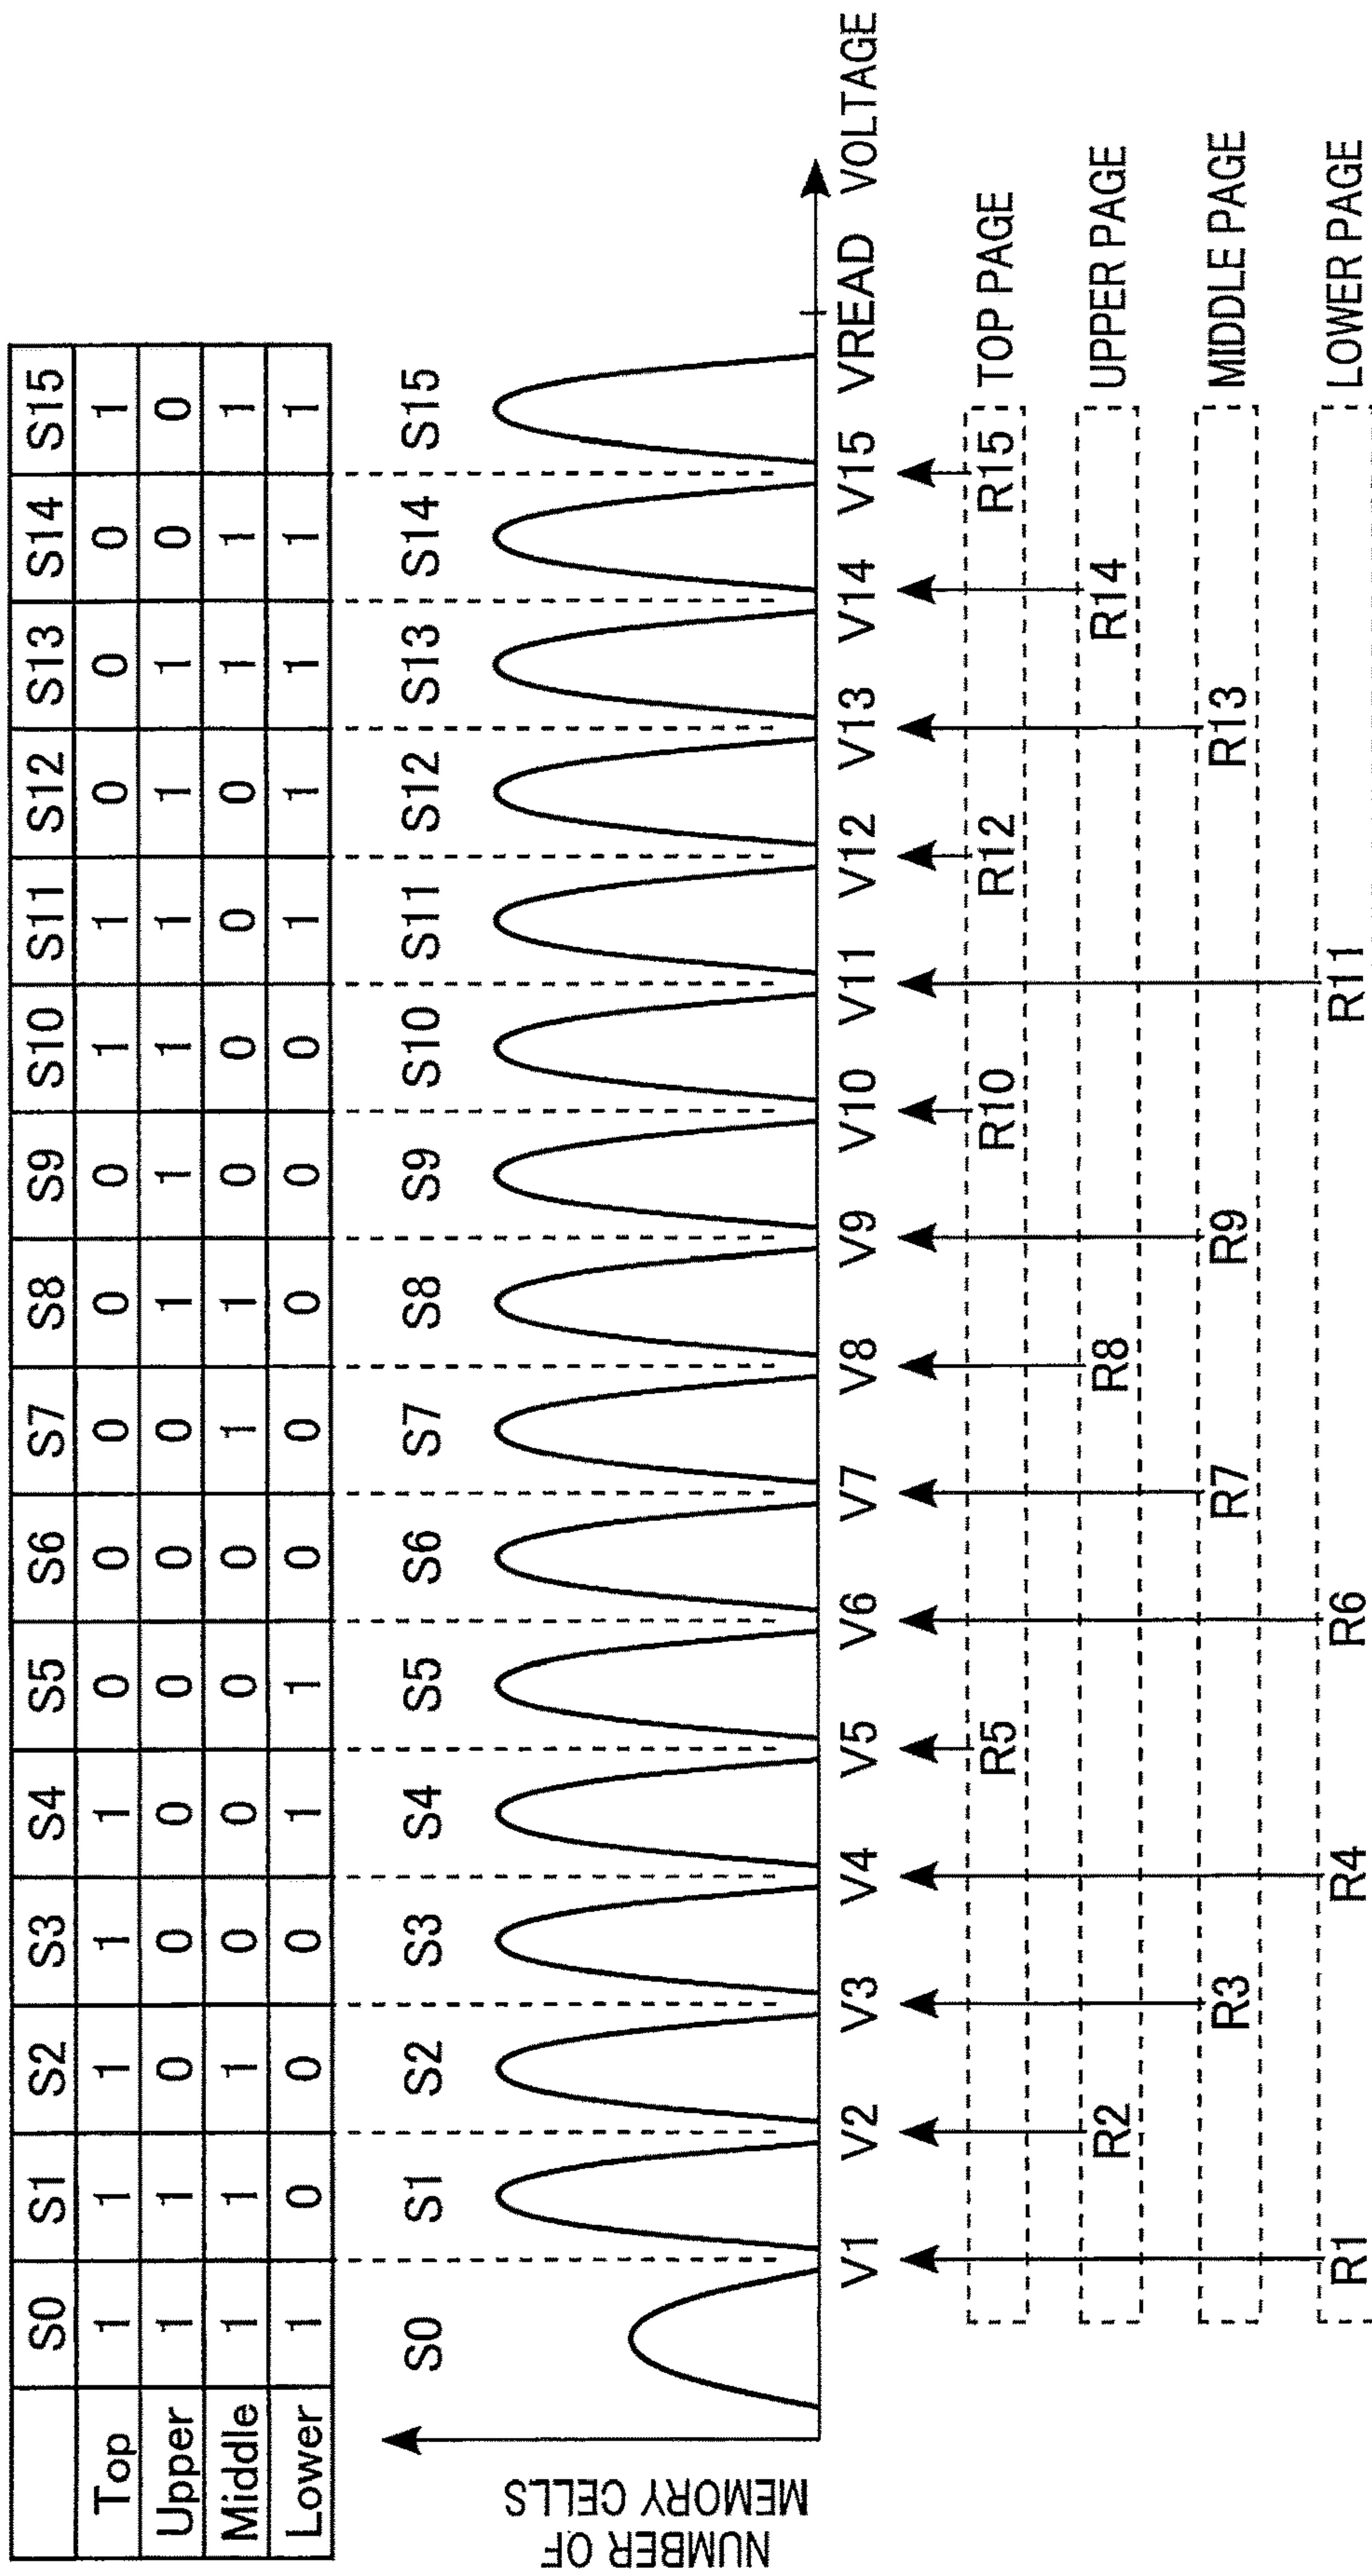 S0 S1 S2 S3 S4 S5 S6 S7 S8 S9 S10 S11 S12 S13 S14 S15
Top 1 1 1 1 1 0 0 0 0 0 1 1 0 0 0 1
Upper 1 1 0 0 0 0 0 0 1 1 1 1 1 1 0 0
Middle 1 1 1 0 0 0 0 1 1 0 0 0 0 1 1 1
Lower 1 0 0 0 1 1 0 0 0 0 0 1 1 1 1 1
S0 S1 S2 S3 S4 S5 S6 S7 S8 S9 S10 S11 S12 S13 S14 S15
NUMBER OF
MEMORY CELLS
V1 V2 V3 V4 V5 V6 V7 V8 V9 V10 V11 V12 V13 V14 V15 VREAD VOLTAGE
R5 R10 R12 R15 TOP PAGE
R2 R8 R14 UPPER PAGE
R3 R7 R9 R13 MIDDLE PAGE
R1 R4 R6 R11 LOWER PAGE